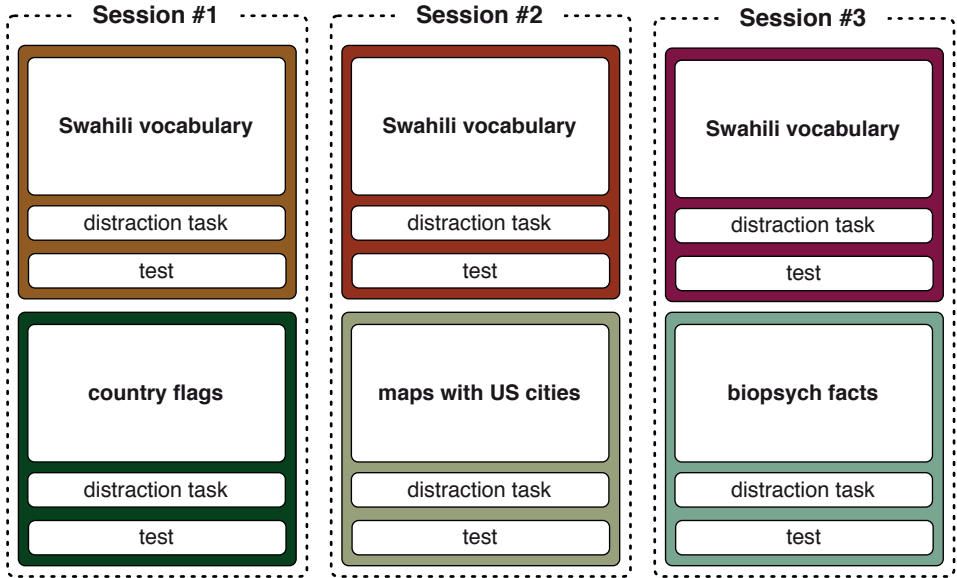 Session #1
Swahili vocabulary
distraction task
test
country flags
distraction task
test
Session #2
Swahili vocabulary
distraction task
test
maps with US cities
distraction task
test
Session #3
Swahili vocabulary
distraction task
test
biopsych facts
distraction task
test